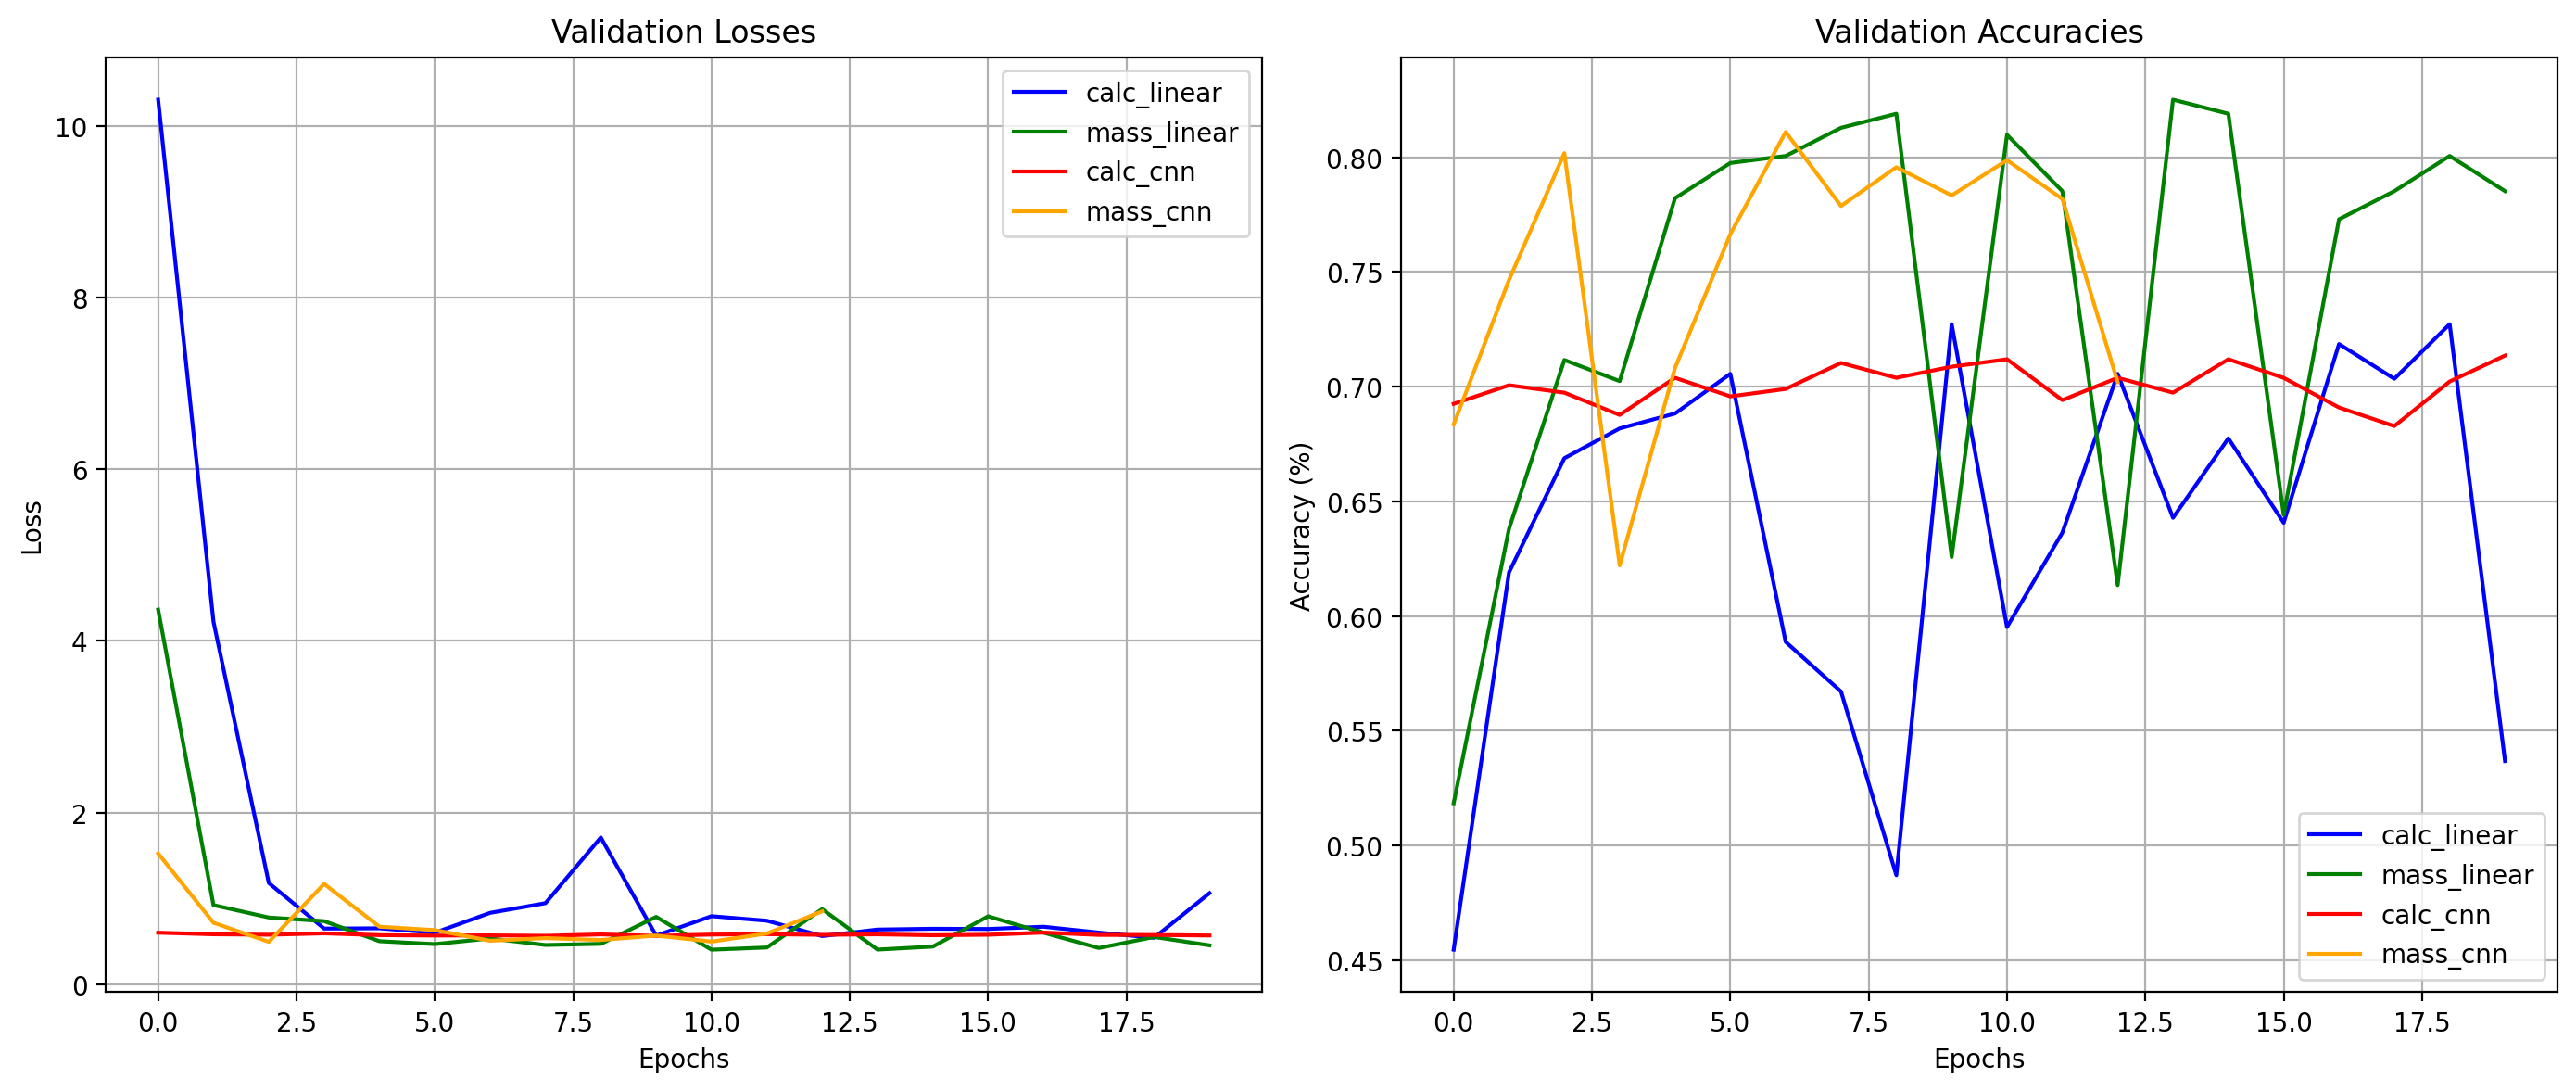 Validation Losses
10
8
6
4
2
0
Loss
0.0 2.5 5.0 7.5 10.0 12.5 15.0 17.5
Epochs
calc_linear
mass_linear
calc_cnn
mass_cnn
Validation Accuracies
0.80
0.75
0.70
0.65
0.60
0.55
0.50
0.45
Accuracy (%)
0.0 2.5 5.0 7.5 10.0 12.5 15.0 17.5
Epochs
calc_linear
mass_linear
calc_cnn
mass_cnn